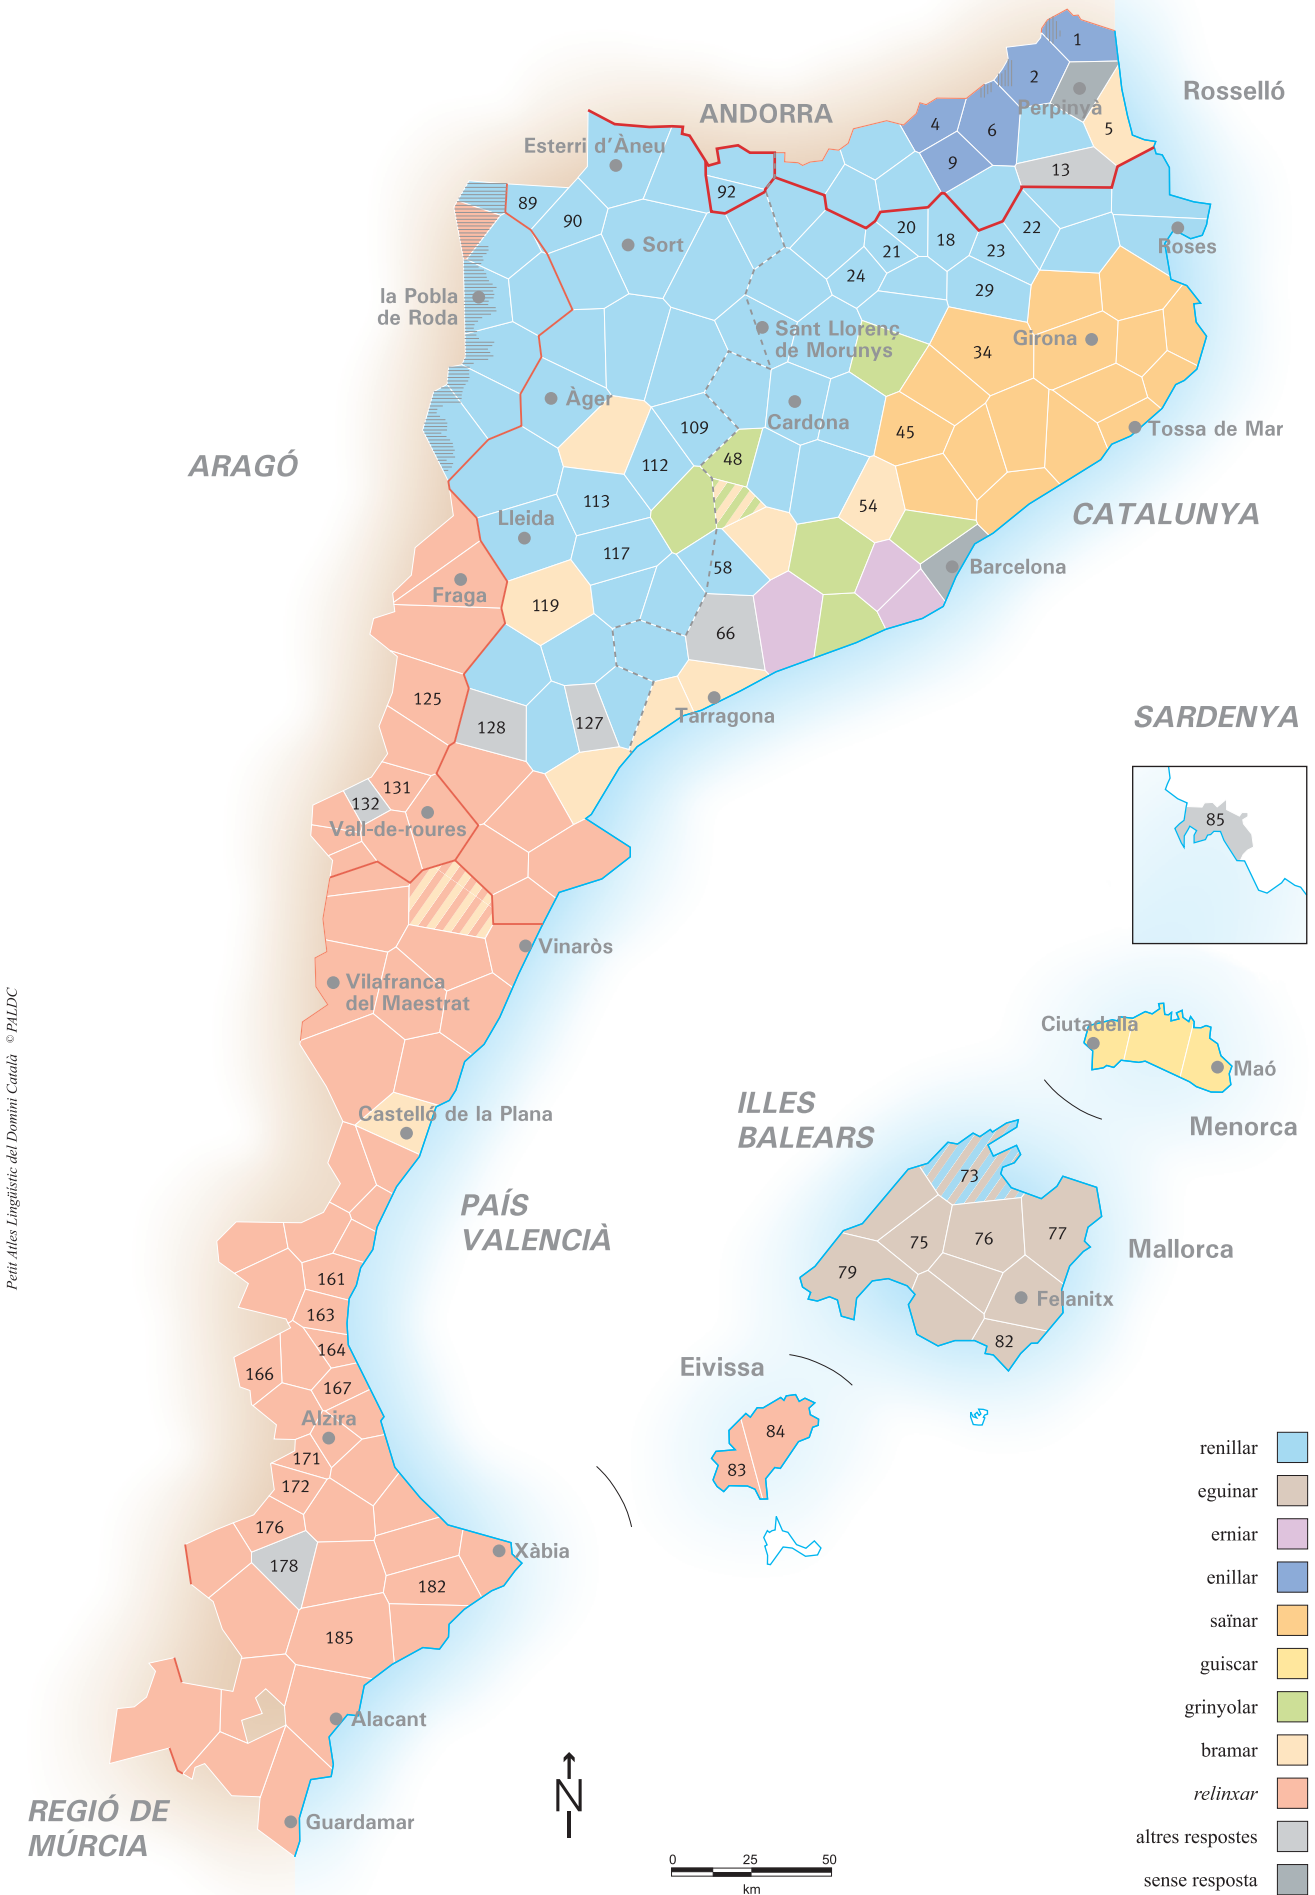 1
2
Rosselló
Perpinyà
ANDORRA
4
6
5
Esterri d'Àneu
9
13
92
89
90
20
22
18
21
23
Sort
Roses
24
29
la Pobla
de Roda
Sant Llorenç
de Morunys
Girona
34
Àger
Cardona
109
45
Tossa de Mar
ARAGÓ
48
112
113
54
CATALUNYA
Lleida
117
58
Barcelona
Fraga
119
66
125
Tarragona
SARDENYA
128
127
131
132
85
Vall-de-roures
Vinaròs
Vilafranca
del Maestrat
Petit Atles Lingüístic del Domini Català © PALDC
Ciutadella
Maó
ILLES
BALEARS
Castelló de la Plana
Menorca
73
PAÍS
VALENCIÀ
75
76
77
Mallorca
79
161
Felanitx
163
82
164
166
167
Eivissa
Alzira
84
171
83
172
176
Xàbia
178
182
185
Alacant
REGIÓ DE
MÚRCIA
Guardamar
N
0 25 50
km
renillar
eguinar
erniar
enillar
saïnar
guiscar
grinyolar
bramar
relinxar
altres respostes
sense resposta